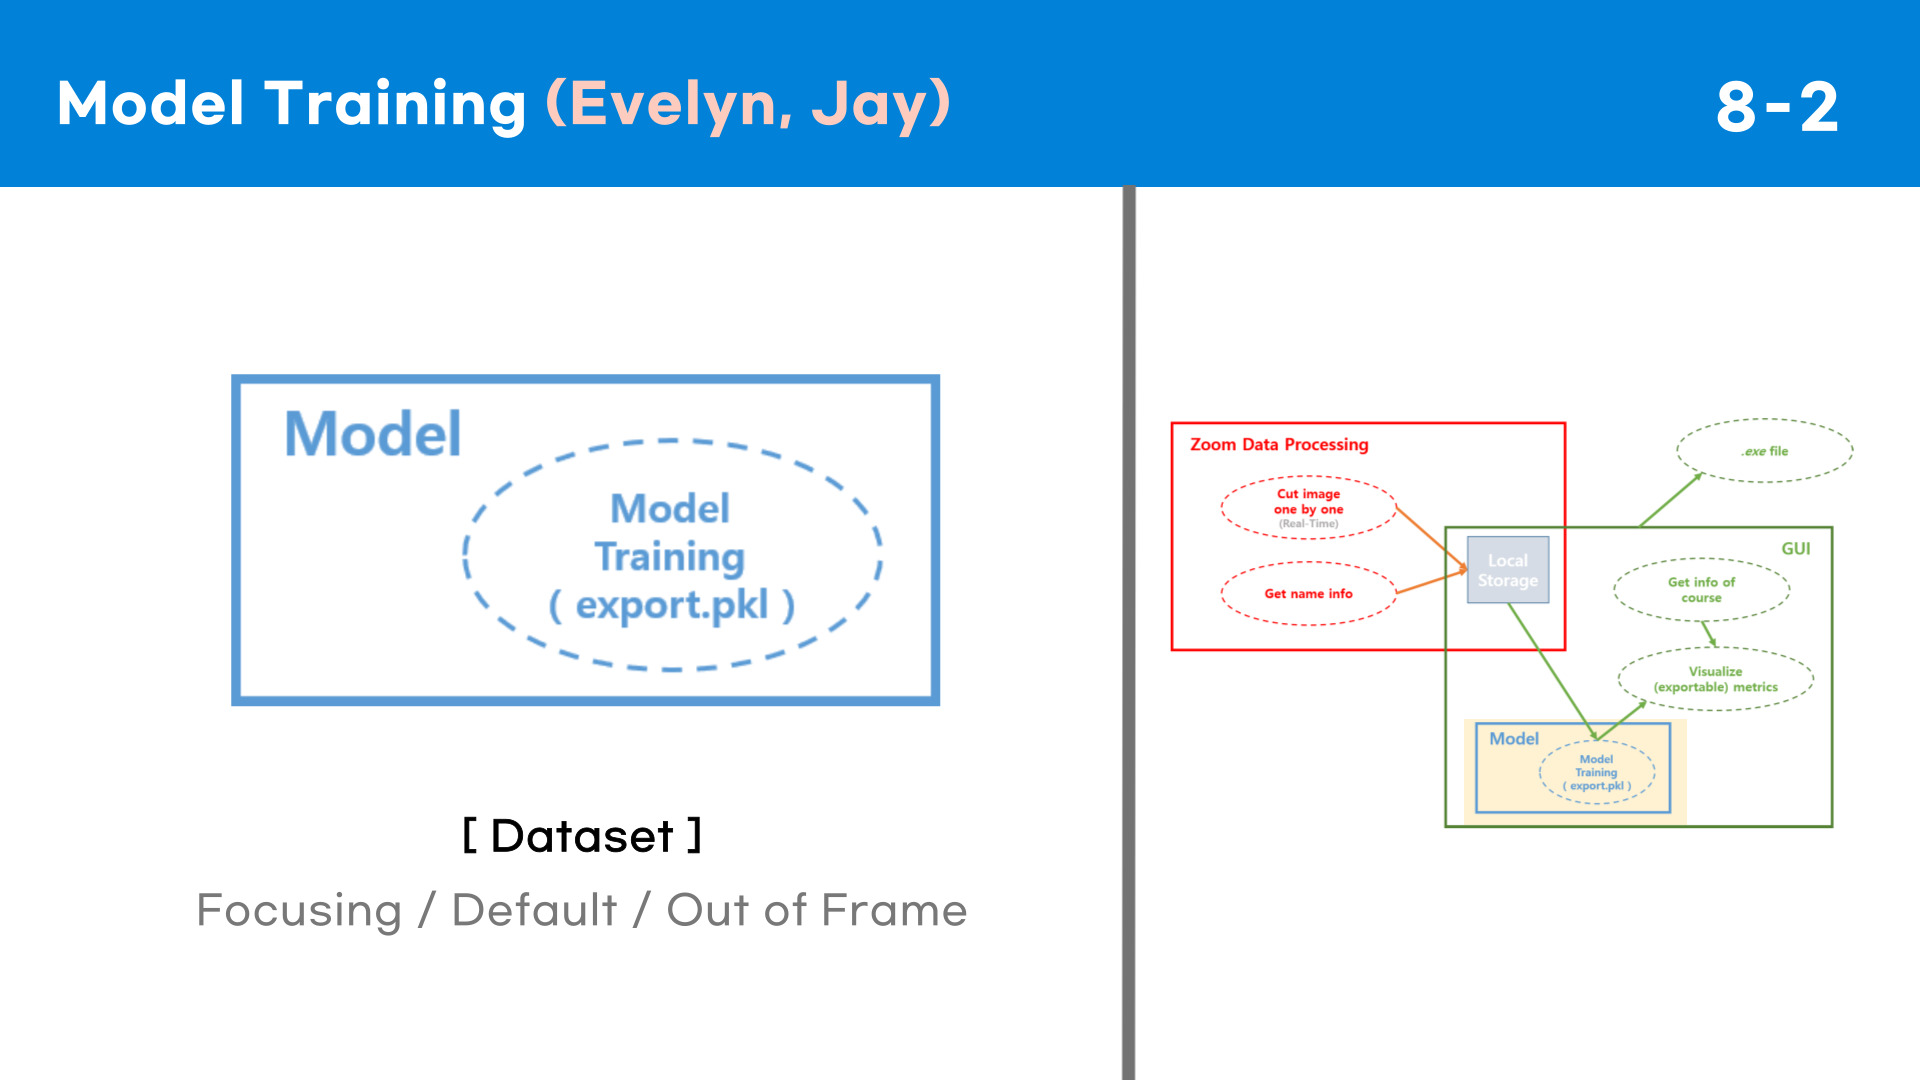 Model Training (Evelyn, Jay)
8-2
Model
Model
Training
( export.pkl )
[ Dataset ]
Focusing / Default / Out of Frame
Zoom Data Processing
Cut image
one by one
(Real-Time)
Get name info
Local
Storage
.exe file
GUI
Get info of
course
Visualize
(exportable) metrics
Model
Model
Training
( export.pkl )